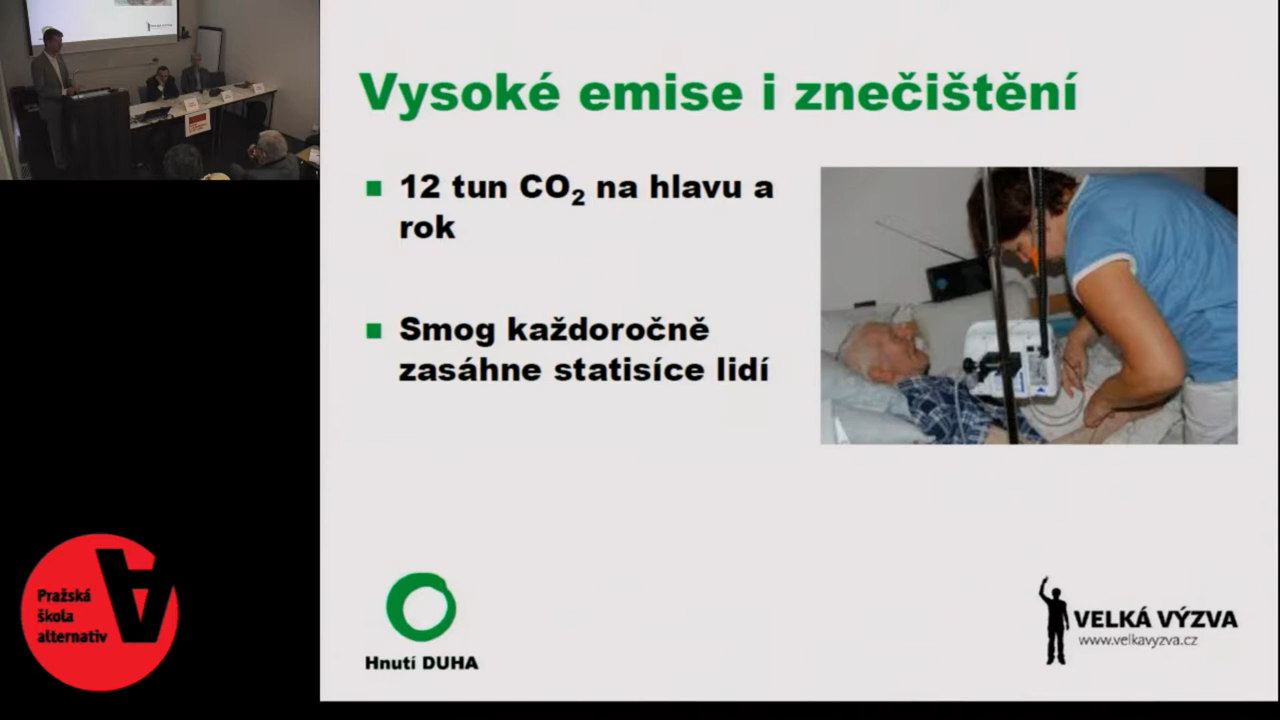 Vysoké emise i znečištění
12 tun CO₂ na hlavu a
rok
Smog každoročně
zasáhne statisíce lidí
Hnutí DUHA
VELKÁ VÝZVA
www.velkavyzva.cz
Pražská
škola
alternativ